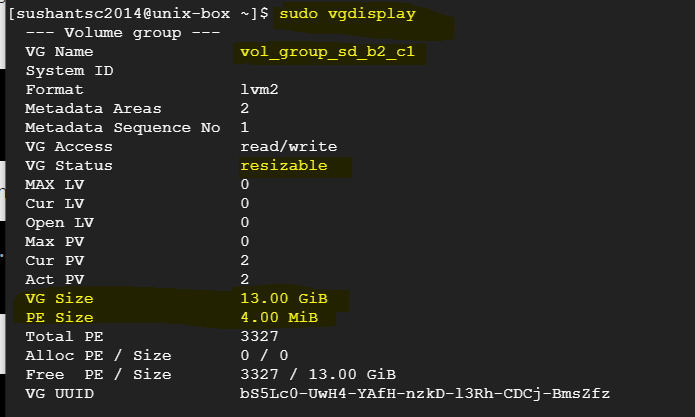 [sushantsc2014@unix-box ~]$ sudo vgdisplay
--- Volume group ---
VG Name vol_group_sd_b2_c1
System ID
Format lvm2
Metadata Areas 2
Metadata Sequence No 1
VG Access read/write
VG Status resizable
MAX LV 0
Cur LV 0
Open LV 0
Max PV 0
Cur PV 2
Act PV 2
VG Size 13.00 GiB
PE Size 4.00 MiB
Total PE 3327
Alloc PE / Size 0 / 0
Free PE / Size 3327 / 13.00 GiB
VG UUID bS5Lc0-UwH4-YAfH-nzkD-l3Rh-CDCj-BmsZfz